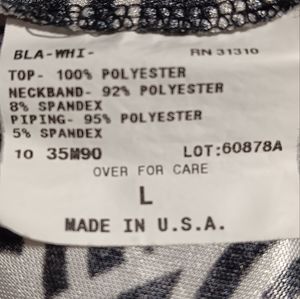 BLA-WHI- RN 31310
TOP- 100% POLYESTER
NECKBAND- 92% POLYESTER
8% SPANDEX
PIPING- 95% POLYESTER
5% SPANDEX
10 35M90 LOT:60878A
OVER FOR CARE
L
MADE IN U.S.A.